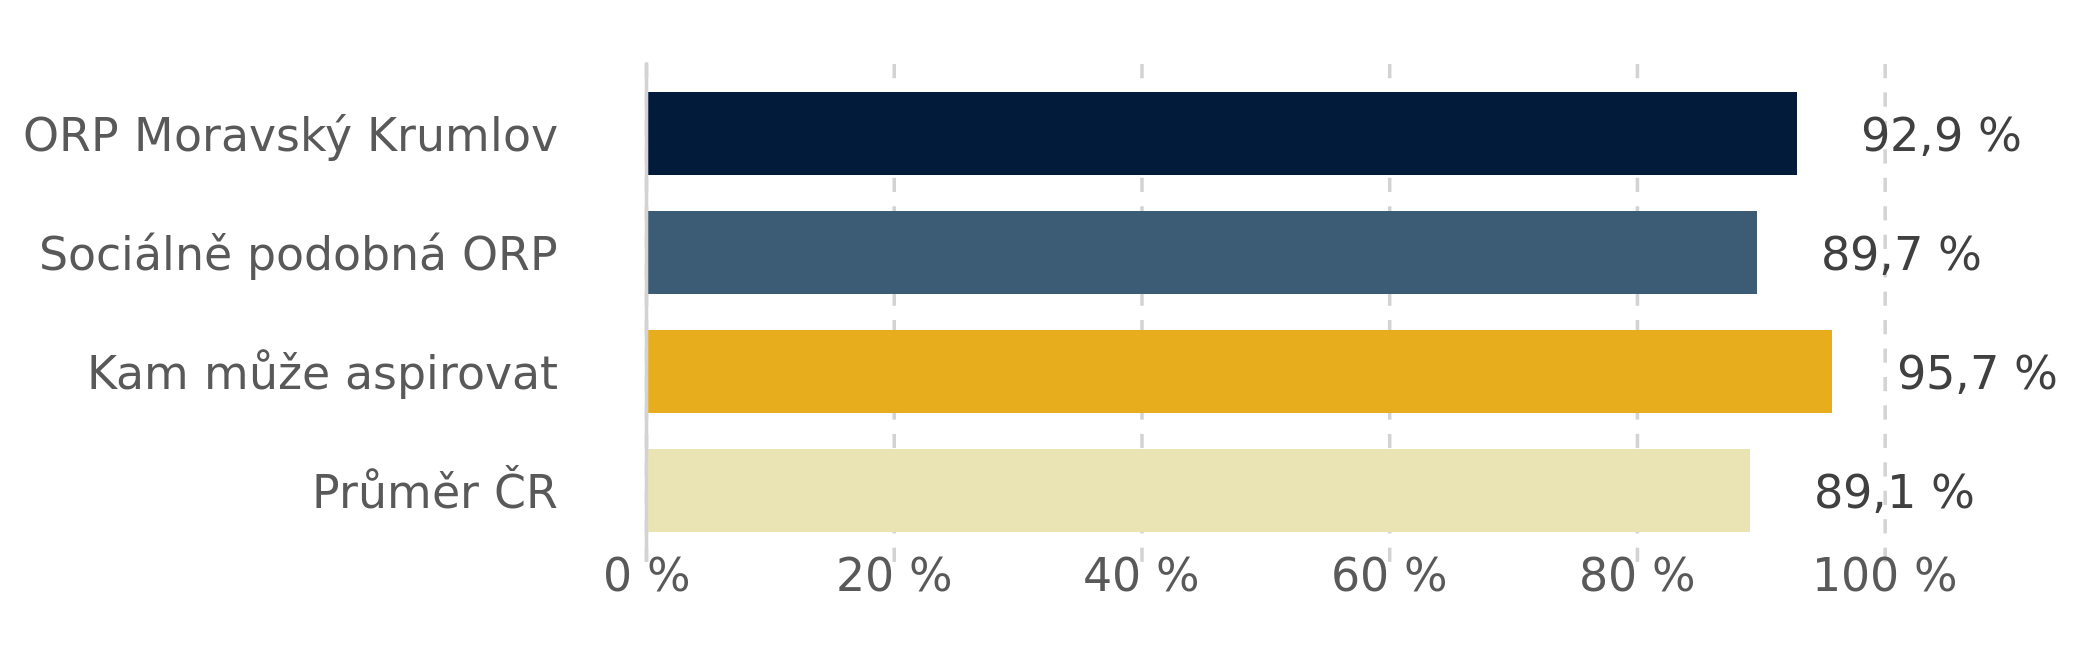 ORP Moravský Krumlov 92,9 %
Sociálně podobná ORP 89,7 %
Kam může aspirovat 95,7 %
Průměr ČR 89,1 %
0 % 20 % 40 % 60 % 80 % 100 %